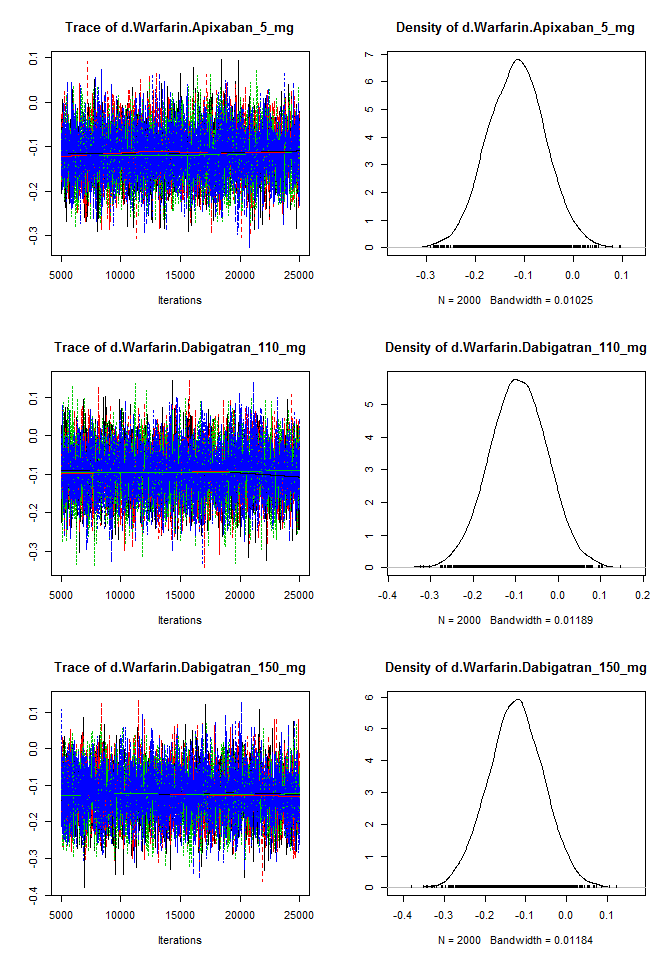 Trace of d.Warfarin.Apixaban_5_mg
0.1
0.0
-0.1
-0.2
-0.3
5000 10000 15000 20000 25000
Iterations
Density of d.Warfarin.Apixaban_5_mg
7
6
5
4
3
2
1
0
-0.3 -0.2 -0.1 0.0 0.1
N = 2000 Bandwidth = 0.01025
Trace of d.Warfarin.Dabigatran_110_mg
0.1
0.0
-0.1
-0.2
-0.3
5000 10000 15000 20000 25000
Iterations
Density of d.Warfarin.Dabigatran_110_mg
5
4
3
2
1
0
-0.4 -0.3 -0.2 -0.1 0.0 0.1 0.2
N = 2000 Bandwidth = 0.01189
Trace of d.Warfarin.Dabigatran_150_mg
0.1
0.0
-0.1
-0.2
-0.3
-0.4
5000 10000 15000 20000 25000
Iterations
Density of d.Warfarin.Dabigatran_150_mg
6
5
4
3
2
1
0
-0.4 -0.3 -0.2 -0.1 0.0 0.1
N = 2000 Bandwidth = 0.01184